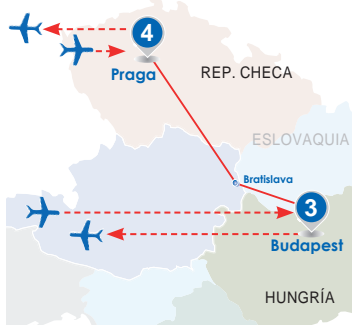 4
Praga
REP. CHECA
ESLOVAQUIA
Bratislava
3
Budapest
HUNGRÍA